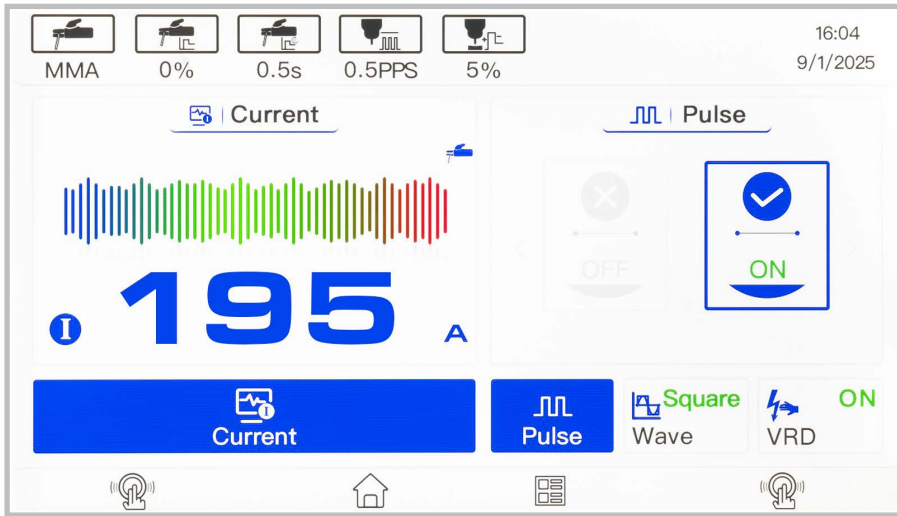 MMA 0% 0.5s 0.5PPS 5%
16:04
9/1/2025
Current
Pulse
195 A
OFF
ON
Current
Pulse
Square
Wave
ON
VRD